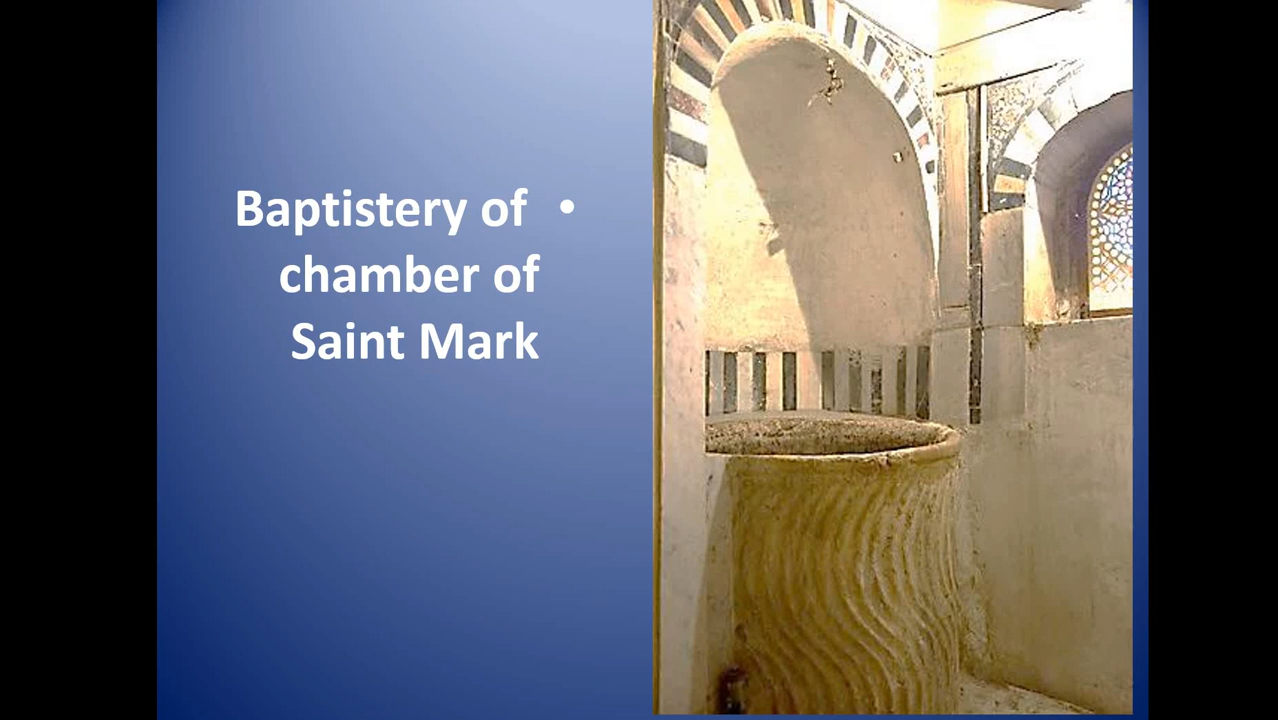 Baptistery of •
chamber of
Saint Mark